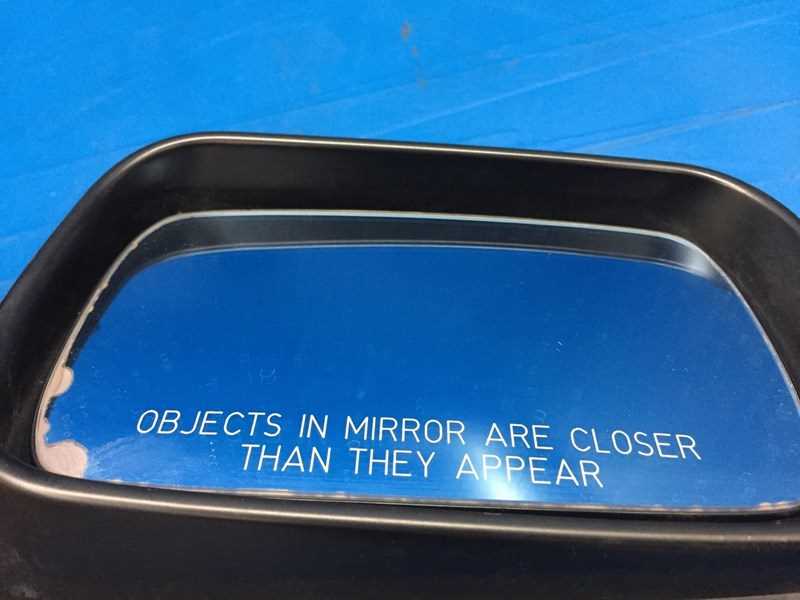 OBJECTS IN MIRROR ARE CLOSER
THAN THEY APPEAR